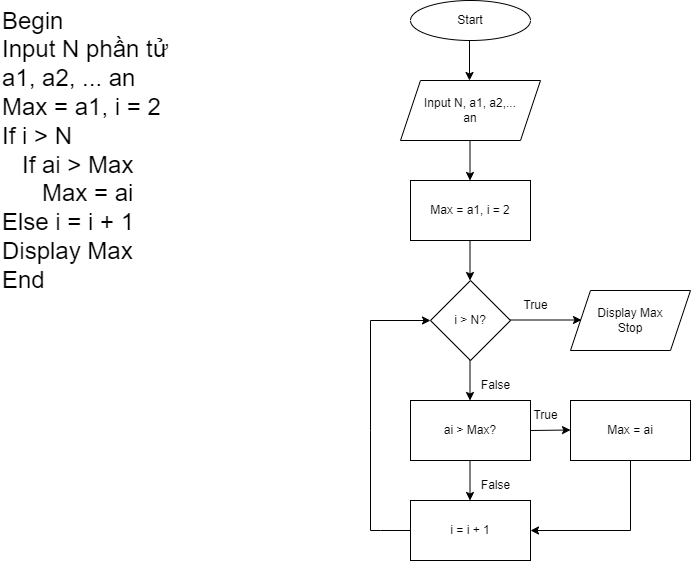 Begin
Input N phần tử
a1, a2, ... an
Max = a1, i = 2
If i > N
If ai > Max
Max = ai
Else i = i + 1
Display Max
End
Start
Input N, a1, a2,...
an
Max = a1, i = 2
i > N?
True
Display Max
Stop
False
ai > Max?
True
Max = ai
False
i = i + 1